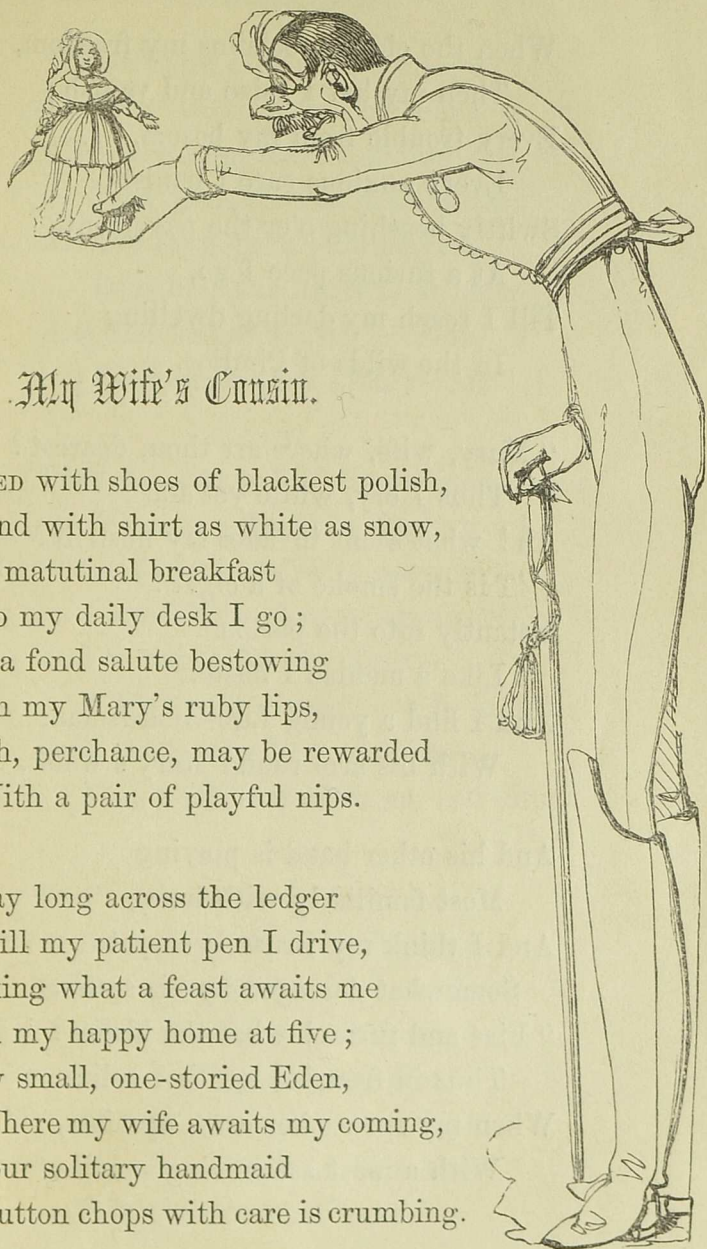 My Wife's Cousin.
ED with shoes of blackest polish,
nd with shirt as white as snow,
matutinal breakfast
o my daily desk I go;
a fond salute bestowing
n my Mary's ruby lips,
h, perchance, may be rewarded
ith a pair of playful nips.
ay long across the ledger
ill my patient pen I drive,
ing what a feast awaits me
my happy home at five;
small, one-storied Eden,
here my wife awaits my coming,
ur solitary handmaid
utton chops with care is crumbing.